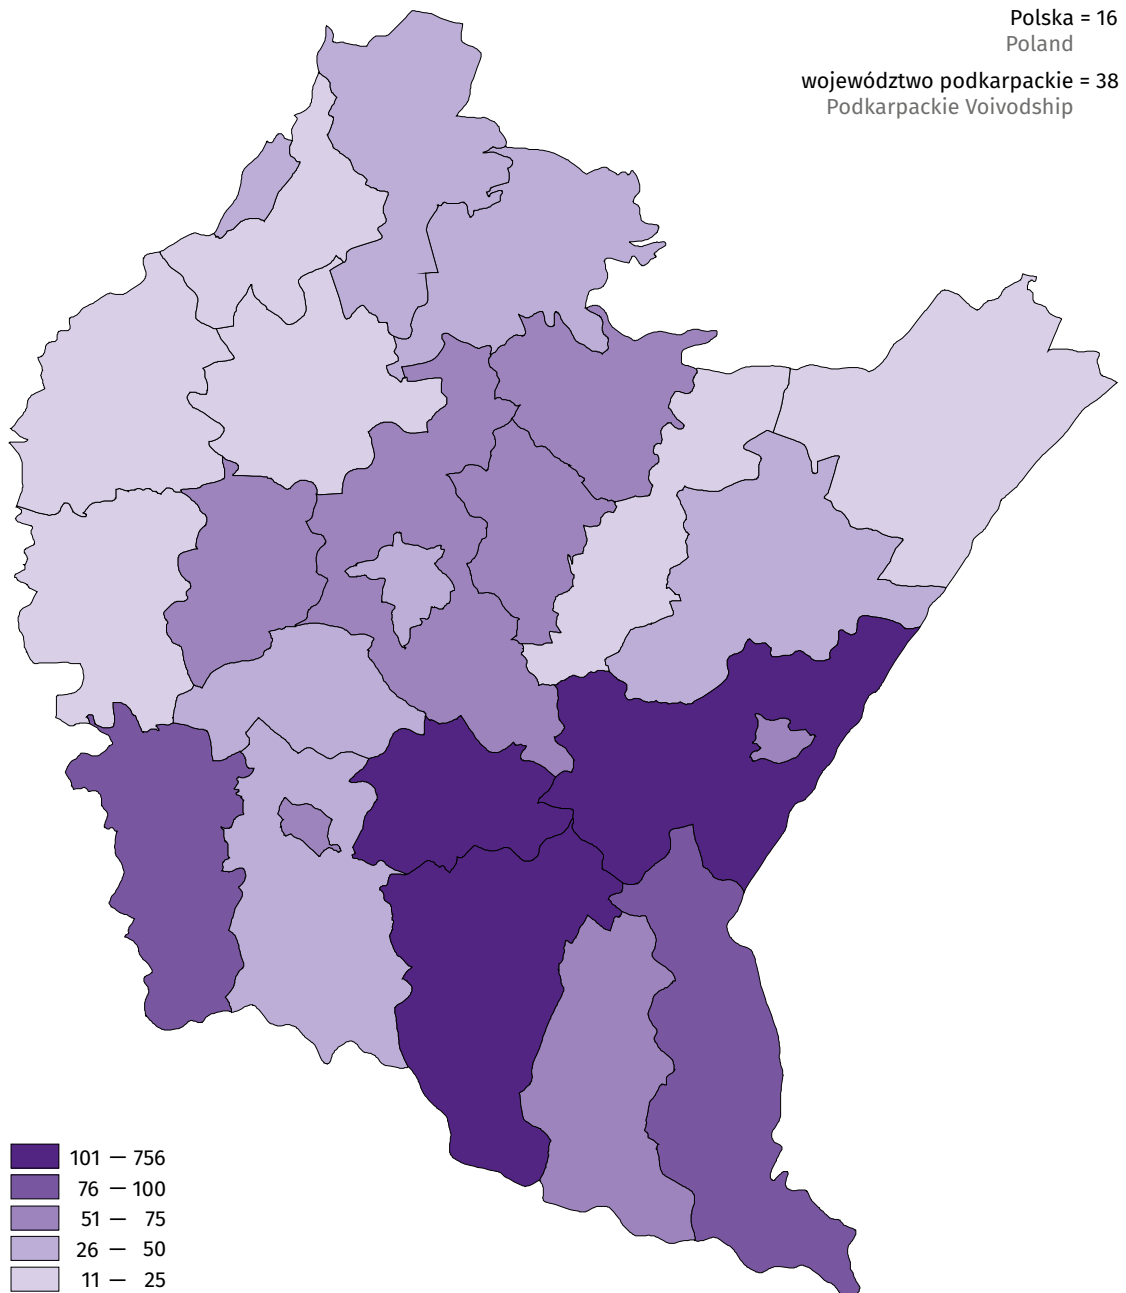 Polska = 16
Poland
województwo podkarpackie = 38
Podkarpackie Voivodship
101 — 756
76 — 100
51 — 75
26 — 50
11 — 25